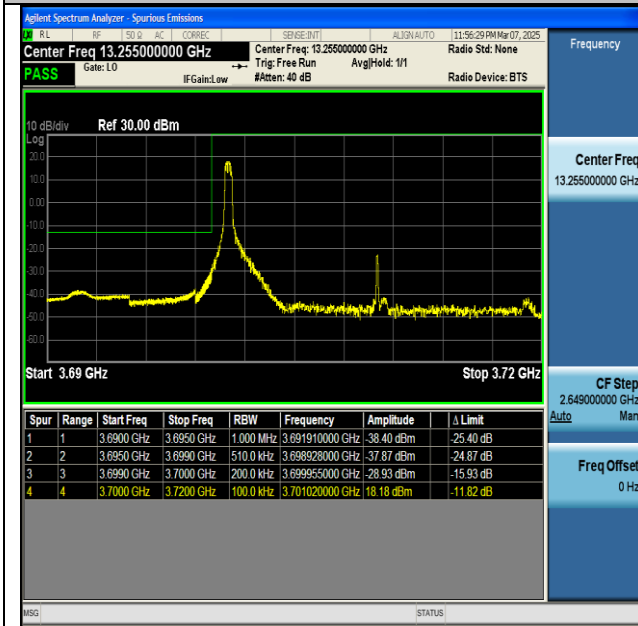 Agilent Spectrum Analyzer - Spurious Emissions
RL RF 50 Ω AC CORREC SENSE:INT ALIGN AUTO 11:56:29 PM Mar 07, 2025
Center Freq 13.255000000 GHz
Center Freq: 13.255000000 GHz
Radio Std: None
PASS
Gate: LO
Trig: Free Run
Avg|Hold: 1/1
IFGain:Low
#Atten: 40 dB
Radio Device: BTS
10 dB/div Ref 30.00 dBm
Log
20.0
10.0
0.00
-10.0
-20.0
-30.0
-40.0
-50.0
-60.0
Start 3.69 GHz
Stop 3.72 GHz
Spur Range Start Freq Stop Freq RBW Frequency Amplitude Δ Limit
1 1 3.6900 GHz 3.6950 GHz 1.000 MHz 3.691910000 GHz -38.40 dBm -25.40 dB
2 2 3.6950 GHz 3.6990 GHz 510.0 kHz 3.698928000 GHz -37.87 dBm -24.87 dB
3 3 3.6990 GHz 3.7000 GHz 200.0 kHz 3.699955000 GHz -28.93 dBm -15.93 dB
4 4 3.7000 GHz 3.7200 GHz 100.0 kHz 3.701020000 GHz 18.18 dBm -11.82 dB
Frequency
Center Freq
13.255000000 GHz
CF Step
2.649000000 GHz
Auto Man
Freq Offset
0 Hz
MSG
STATUS